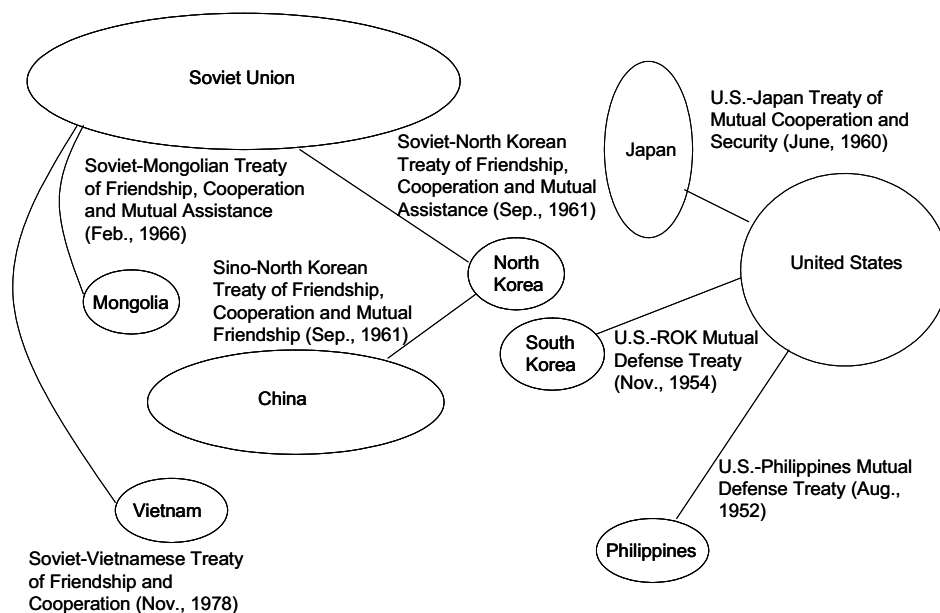 Soviet Union
Japan
U.S.-Japan Treaty of
Mutual Cooperation and
Security (June, 1960)
Soviet-Mongolian Treaty
of Friendship, Cooperation
and Mutual Assistance
(Feb., 1966)
Soviet-North Korean
Treaty of Friendship,
Cooperation and Mutual
Assistance (Sep., 1961)
United States
Mongolia
Sino-North Korean
Treaty of Friendship,
Cooperation and Mutual
Friendship (Sep., 1961)
North
Korea
South
Korea
U.S.-ROK Mutual
Defense Treaty
(Nov., 1954)
China
U.S.-Philippines Mutual
Defense Treaty (Aug.,
1952)
Vietnam
Soviet-Vietnamese Treaty
of Friendship and
Cooperation (Nov., 1978)
Philippines